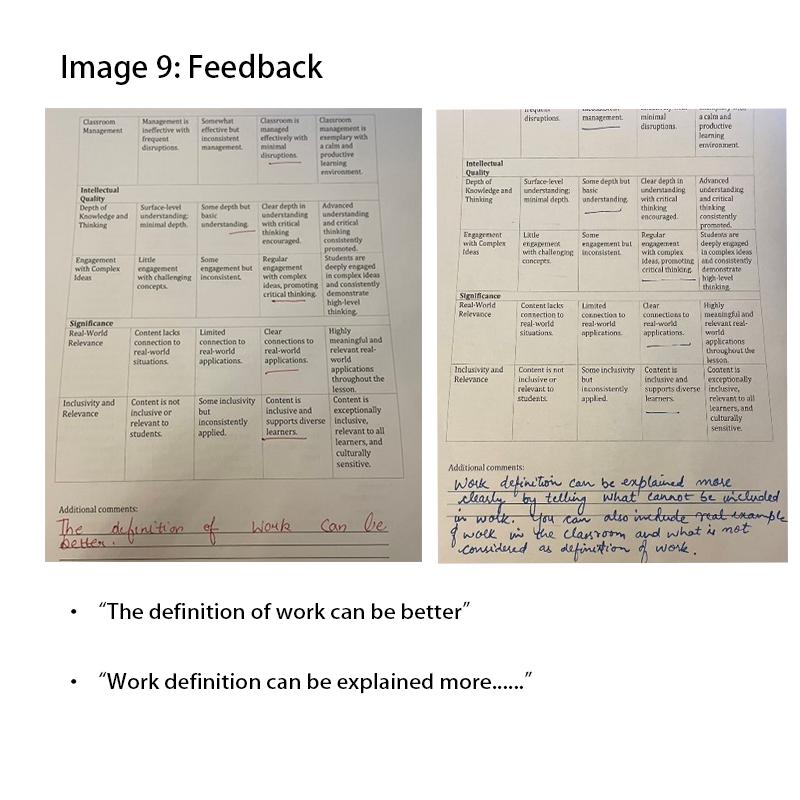 Image 9: Feedback
Classroom Management
Management is ineffective with frequent disruptions.
Somewhat effective but inconsistent management.
Classroom is managed effectively with minimal disruptions.
Classroom management is exemplary with a calm and productive learning environment.
Intellectual Quality
Depth of Knowledge and Thinking
Surface-level understanding; minimal depth.
Some depth but basic understanding.
Clear depth in understanding with critical thinking encouraged.
Advanced understanding and critical thinking consistently promoted.
Engagement with Complex Ideas
Little engagement with challenging concepts.
Some engagement but inconsistent.
Regular engagement with complex ideas, promoting critical thinking.
Students are deeply engaged in complex ideas and consistently demonstrate high-level thinking.
Significance
Real-World Relevance
Content lacks connection to real-world situations.
Limited connection to real-world applications.
Clear connections to real-world applications.
Highly meaningful and relevant real-world applications throughout the lesson.
Inclusivity and Relevance
Content is not inclusive or relevant to students.
Some inclusivity but inconsistently applied.
Content is inclusive and supports diverse learners.
Content is exceptionally inclusive, relevant to all learners, and culturally sensitive.
Additional comments:
The definition of Work can be
better.
disruptions.
management.
minimal disruptions.
a calm and productive learning environment.
Intellectual Quality
Depth of Knowledge and Thinking
Surface-level understanding; minimal depth.
Some depth but basic understanding.
Clear depth in understanding with critical thinking encouraged.
Advanced understanding and critical thinking consistently promoted.
Engagement with Complex Ideas
Little engagement with challenging concepts.
Some engagement but inconsistent.
Regular engagement with complex ideas, promoting critical thinking.
Students are deeply engaged in complex ideas and consistently demonstrate high-level thinking.
Significance
Real-World Relevance
Content lacks connection to real-world situations.
Limited connection to real-world applications.
Clear connections to real-world applications.
Highly meaningful and relevant real-world applications throughout the lesson.
Inclusivity and Relevance
Content is not inclusive or relevant to students.
Some inclusivity but inconsistently applied.
Content is inclusive and supports diverse learners.
Content is exceptionally inclusive, relevant to all learners, and culturally sensitive.
Additional comments:
Work definition can be explained more
clearly by telling what cannot be included
in work. You can also include real example
of work in the classroom and what is not
considered as definition of work.
• “The definition of work can be better”
• “Work definition can be explained more......”